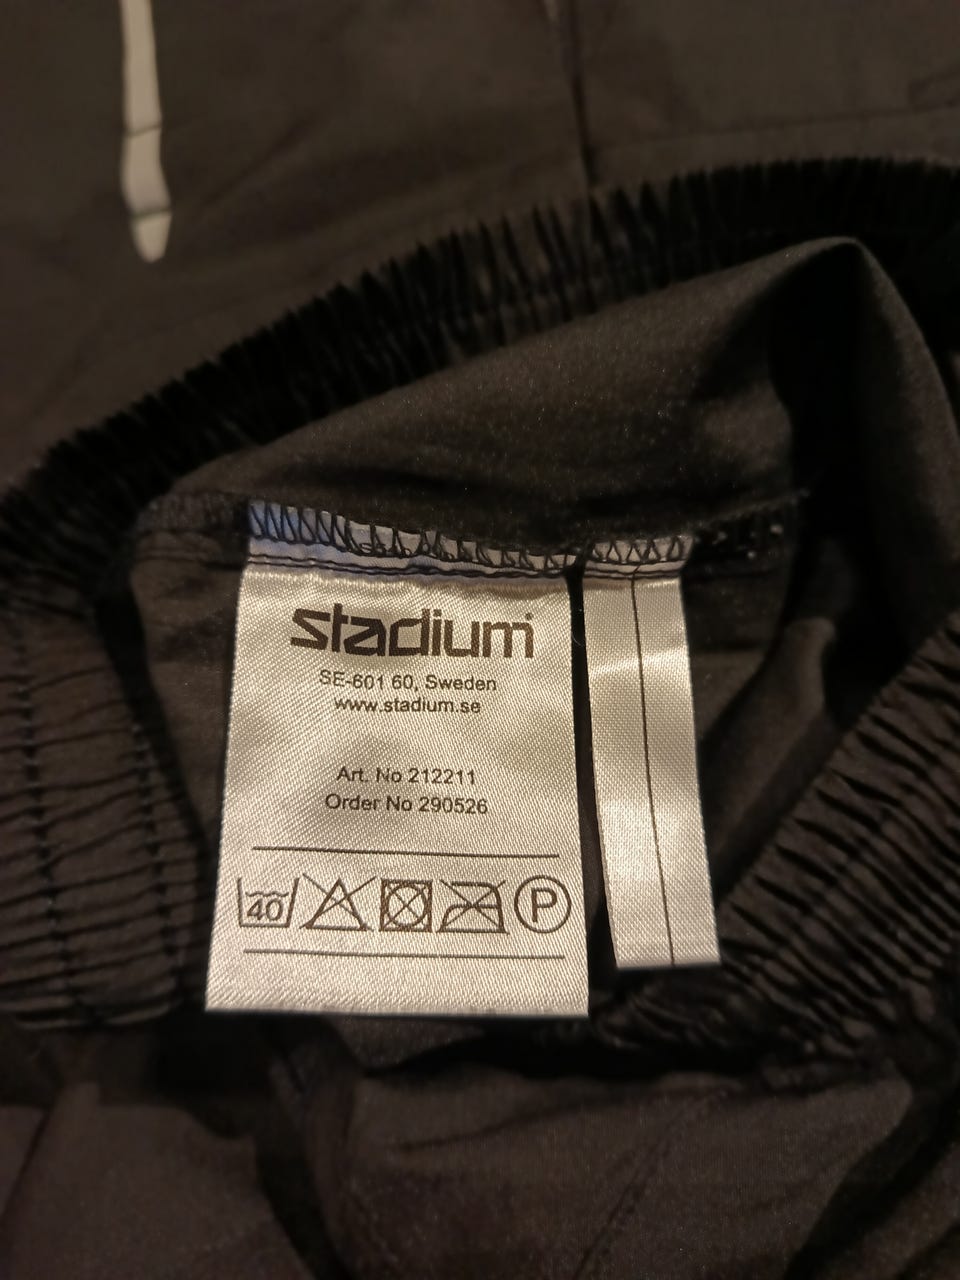 stadium
SE-601 60, Sweden
www.stadium.se
Art. No 212211
Order No 290526
40
P